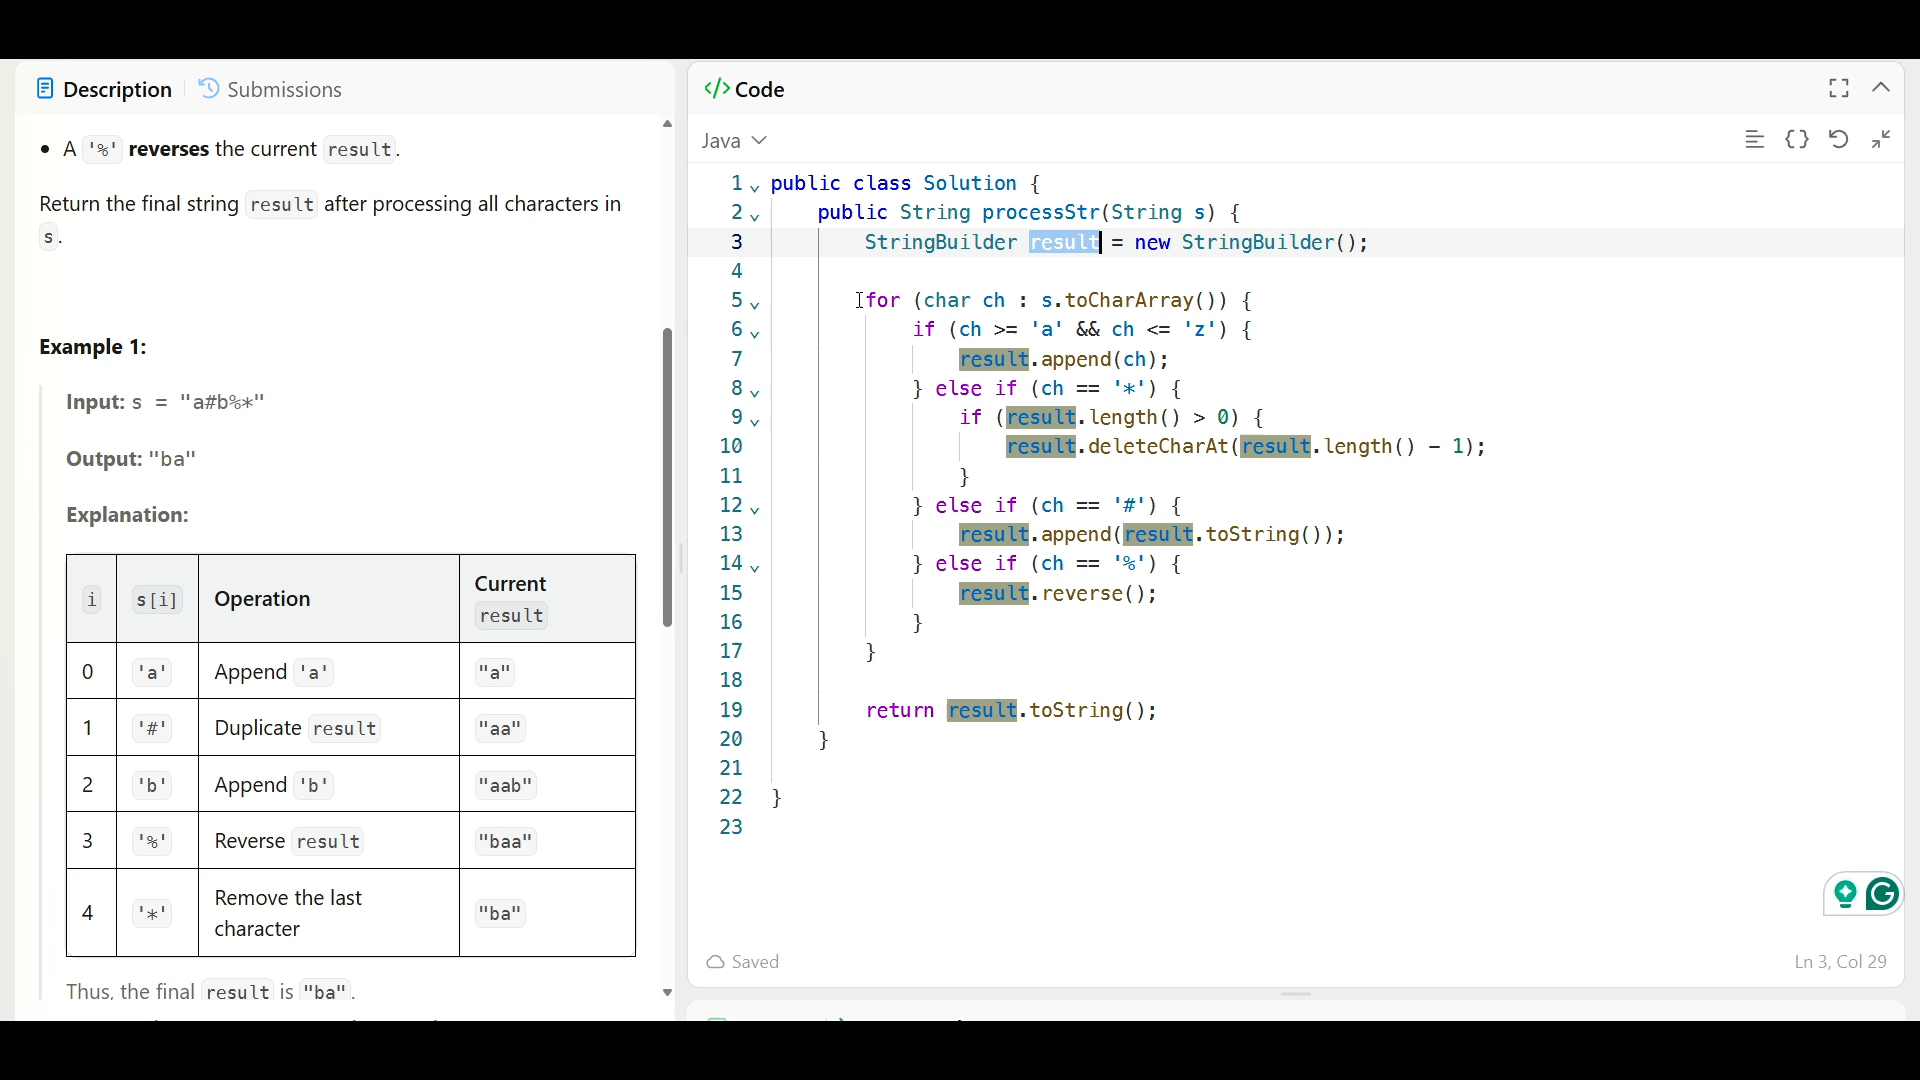 Description
Submissions
• A '%' reverses the current result.
Return the final string result after processing all characters in
s.
Example 1:
Input: s = "a#b%*"
Output: "ba"
Explanation:
i s[i] Operation Current result
0 'a' Append 'a' "a"
1 '#' Duplicate result "aa"
2 'b' Append 'b' "aab"
3 '%' Reverse result "baa"
4 '*' Remove the last character "ba"
Thus, the final result is "ba".
</> Code
Java
1 public class Solution {
2 public String processStr(String s) {
3 StringBuilder result = new StringBuilder();
4
5 for (char ch : s.toCharArray()) {
6 if (ch >= 'a' && ch <= 'z') {
7 result.append(ch);
8 } else if (ch == '*') {
9 if (result.length() > 0) {
10 result.deleteCharAt(result.length() - 1);
11 }
12 } else if (ch == '#') {
13 result.append(result.toString());
14 } else if (ch == '%') {
15 result.reverse();
16 }
17 }
18
19 return result.toString();
20 }
21
22 }
23
Saved
Ln 3, Col 29